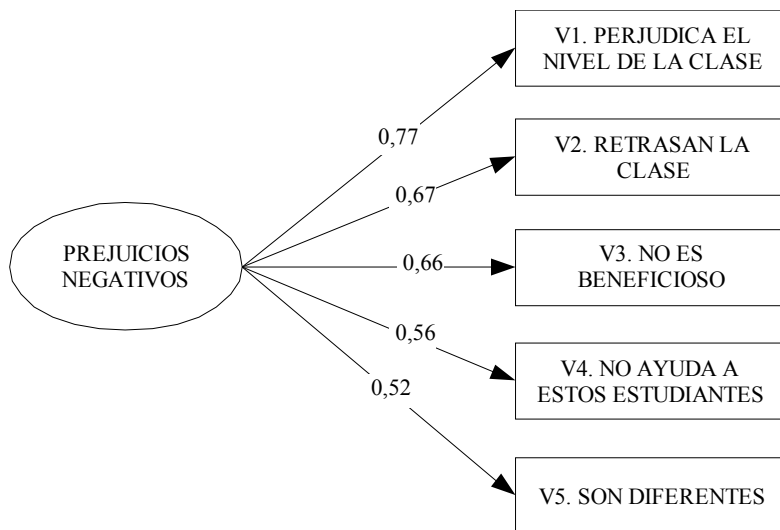 V1. PERJUDICA EL
NIVEL DE LA CLASE
0,77
V2. RETRASAN LA
CLASE
0,67
PREJUICIOS
NEGATIVOS
0,66
V3. NO ES
BENEFICIOSO
0,56
V4. NO AYUDA A
ESTOS ESTUDIANTES
0,52
V5. SON DIFERENTES